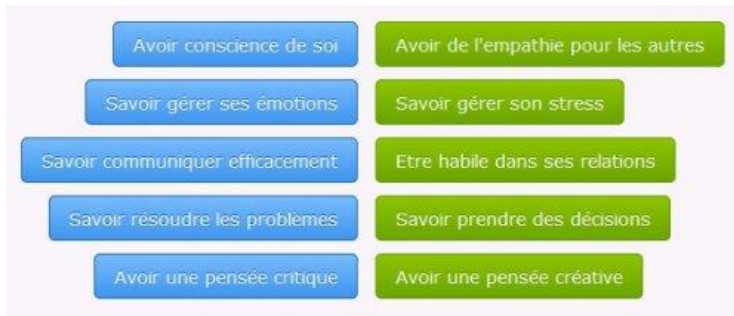 Avoir conscience de soi
Avoir de l'empathie pour les autres
Savoir gérer ses émotions
Savoir gérer son stress
Savoir communiquer efficacement
Etre habile dans ses relations
Savoir résoudre les problèmes
Savoir prendre des décisions
Avoir une pensée critique
Avoir une pensée créative